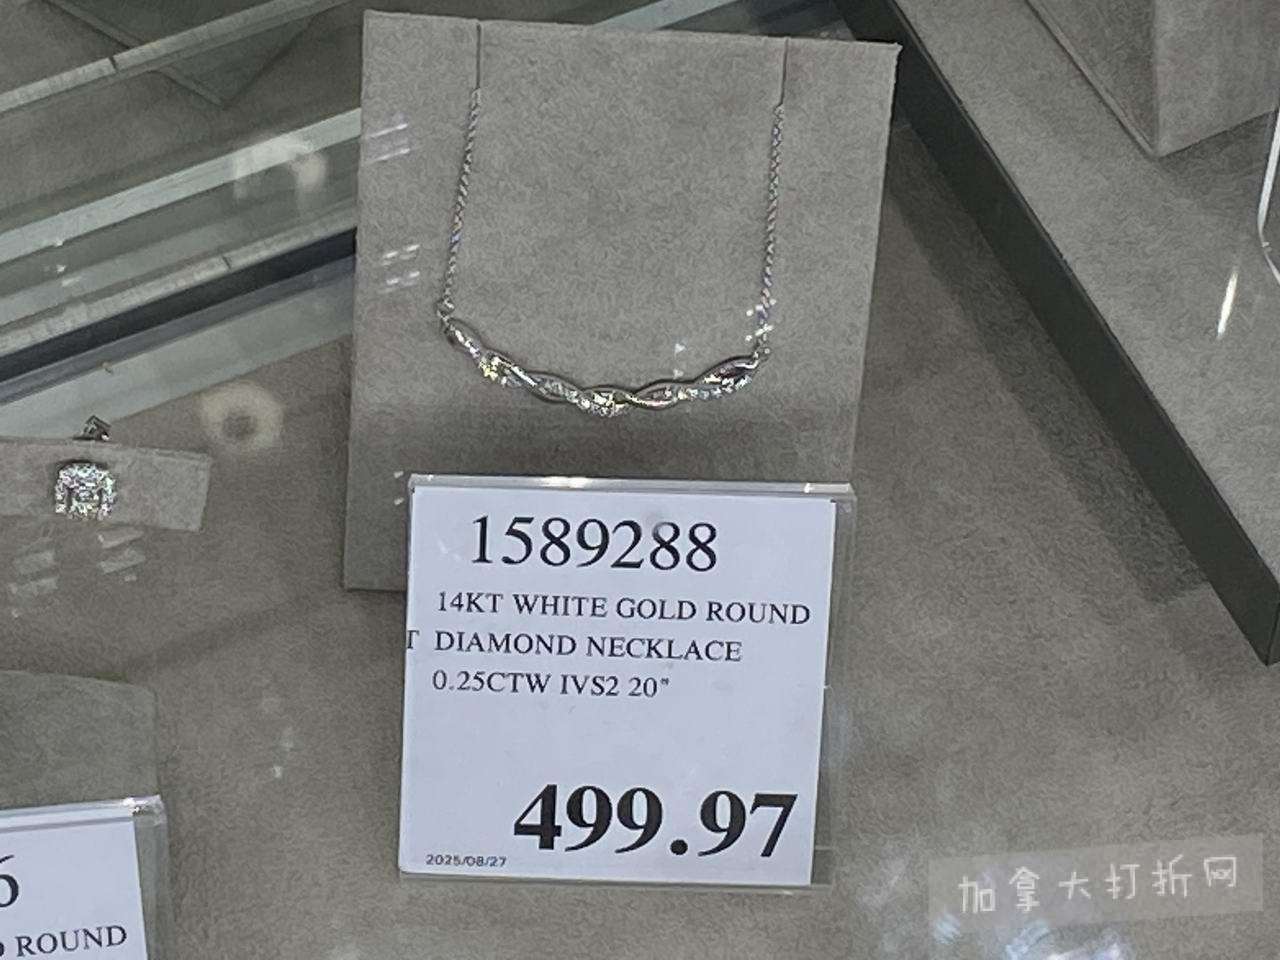 1589288
14KT WHITE GOLD ROUND
T DIAMOND NECKLACE
0.25CTW IVS2 20"
499.97
2025/08/27
6
ROUND
加拿大打折网